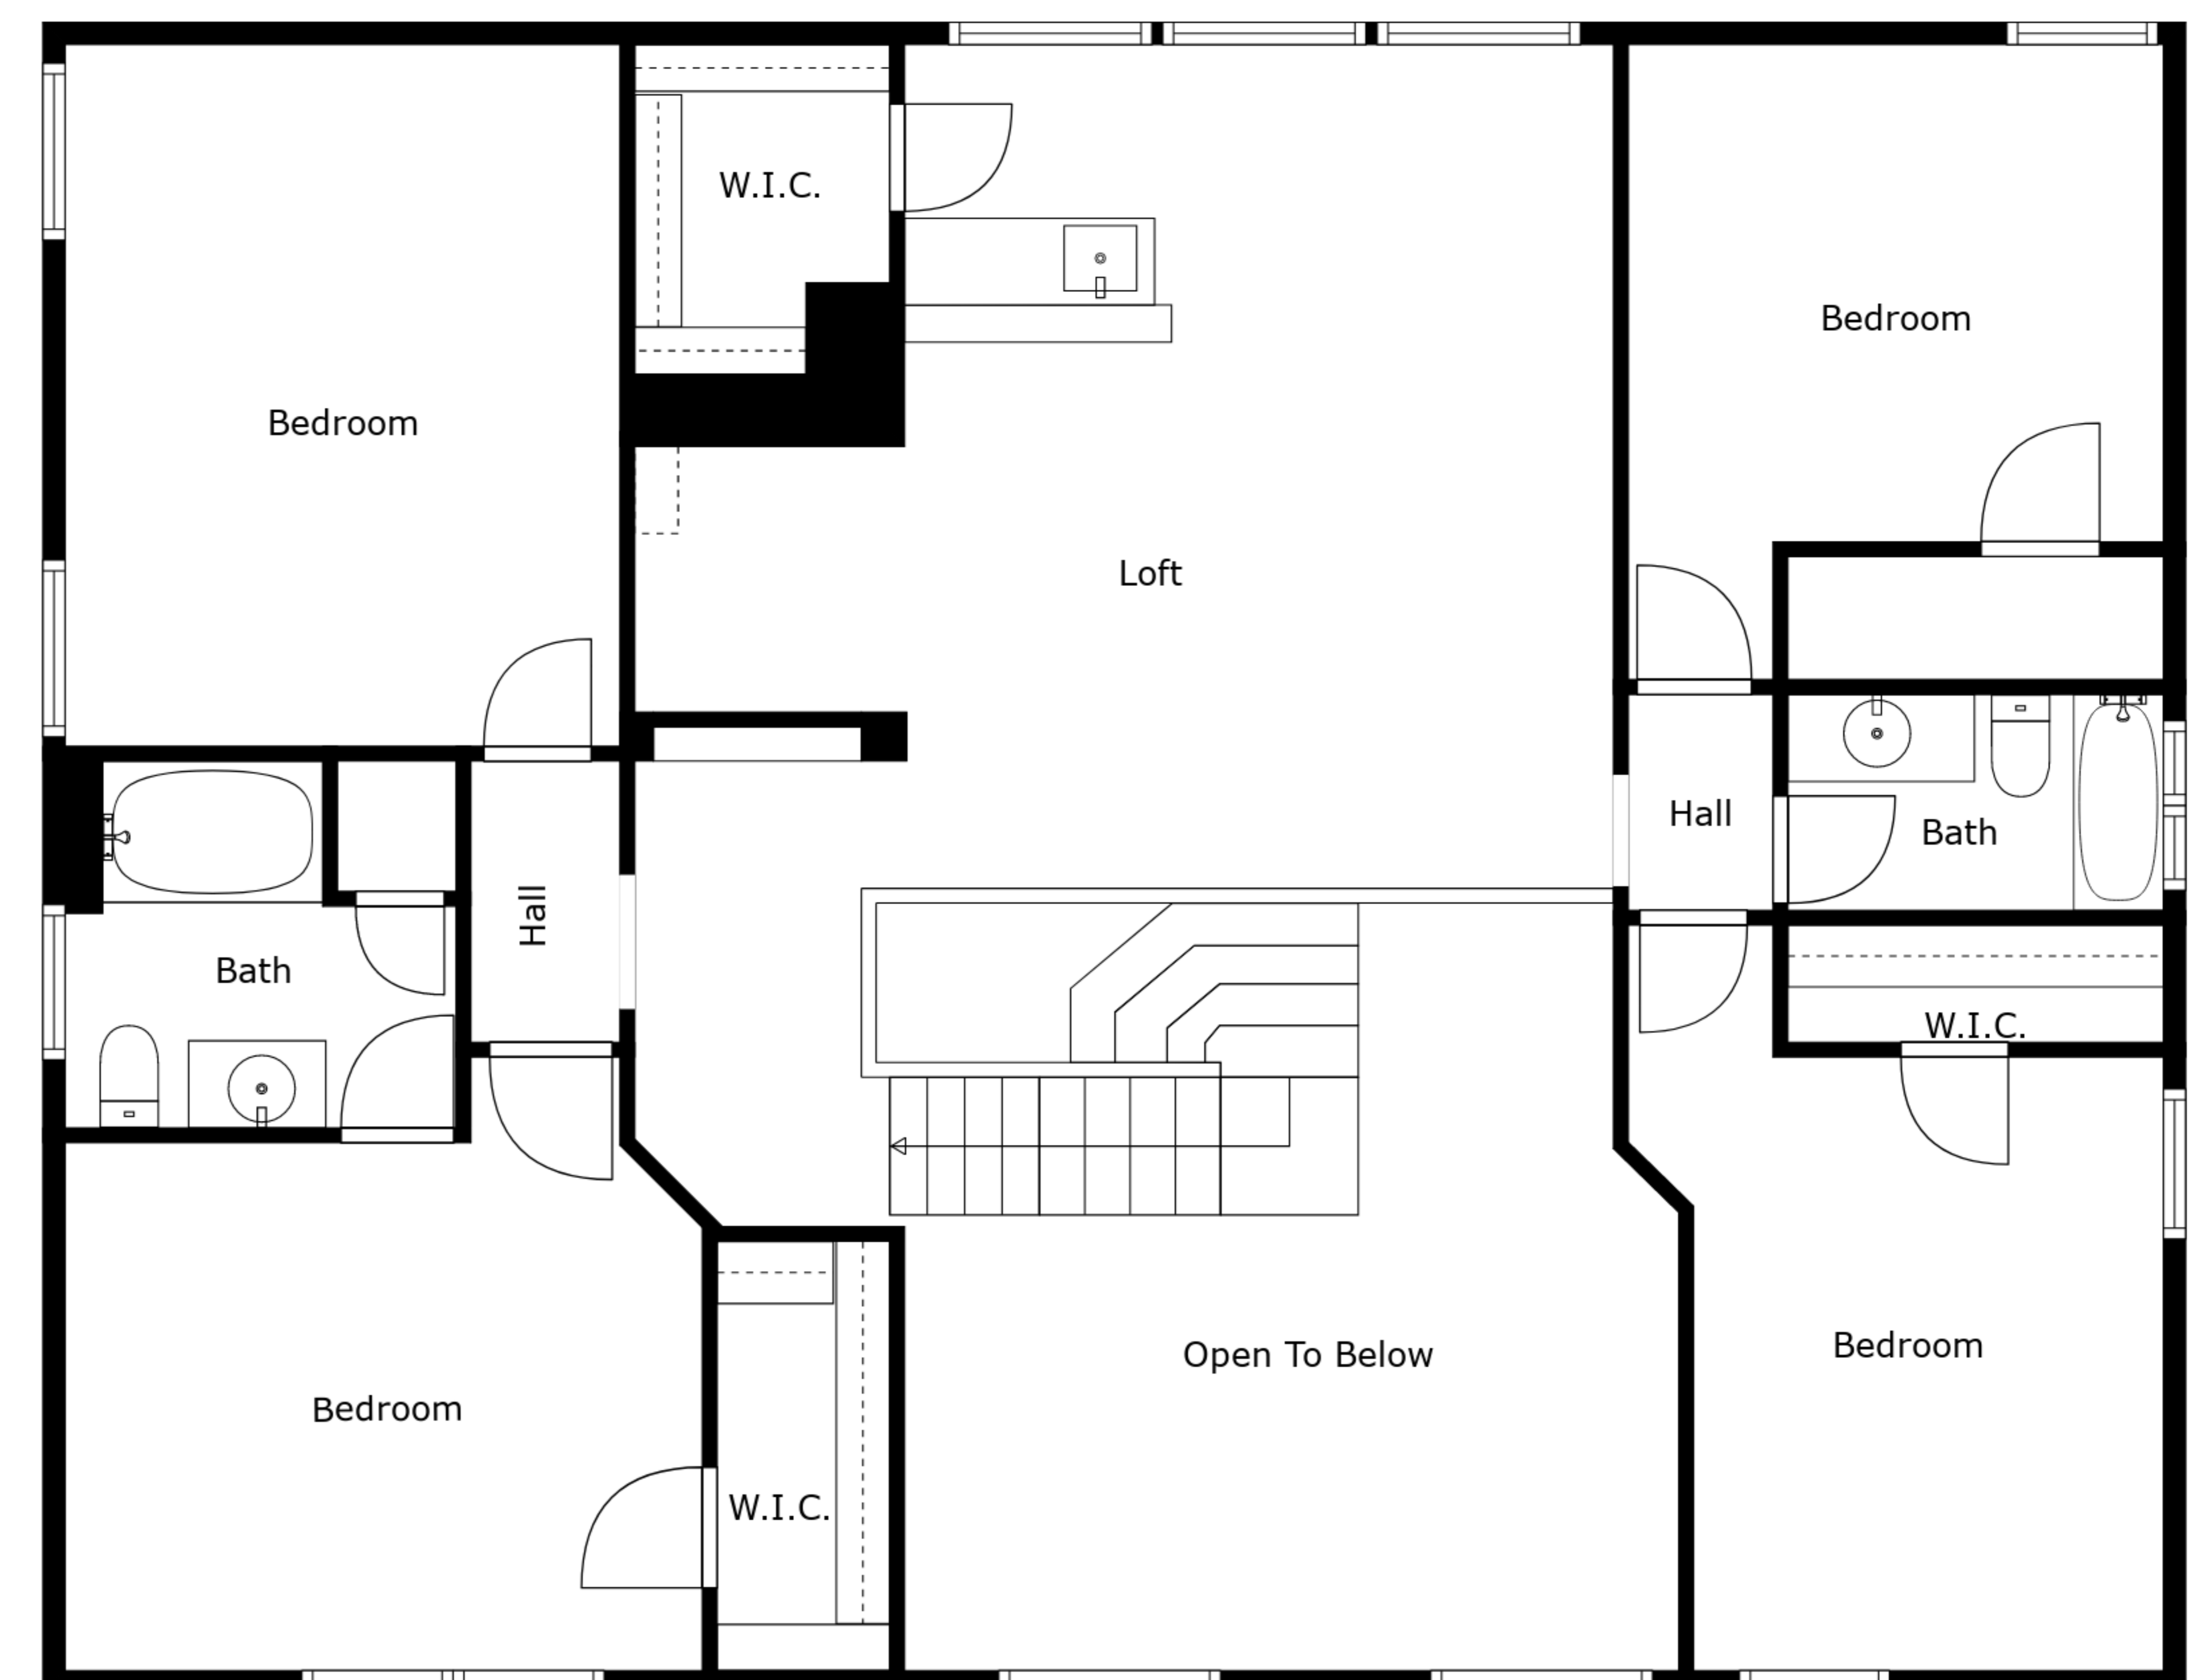 W.I.C.
Bedroom
Bedroom
Loft
Hall
Bath
Hall
Bath
W.I.C.
Open To Below
Bedroom
Bedroom
W.I.C.